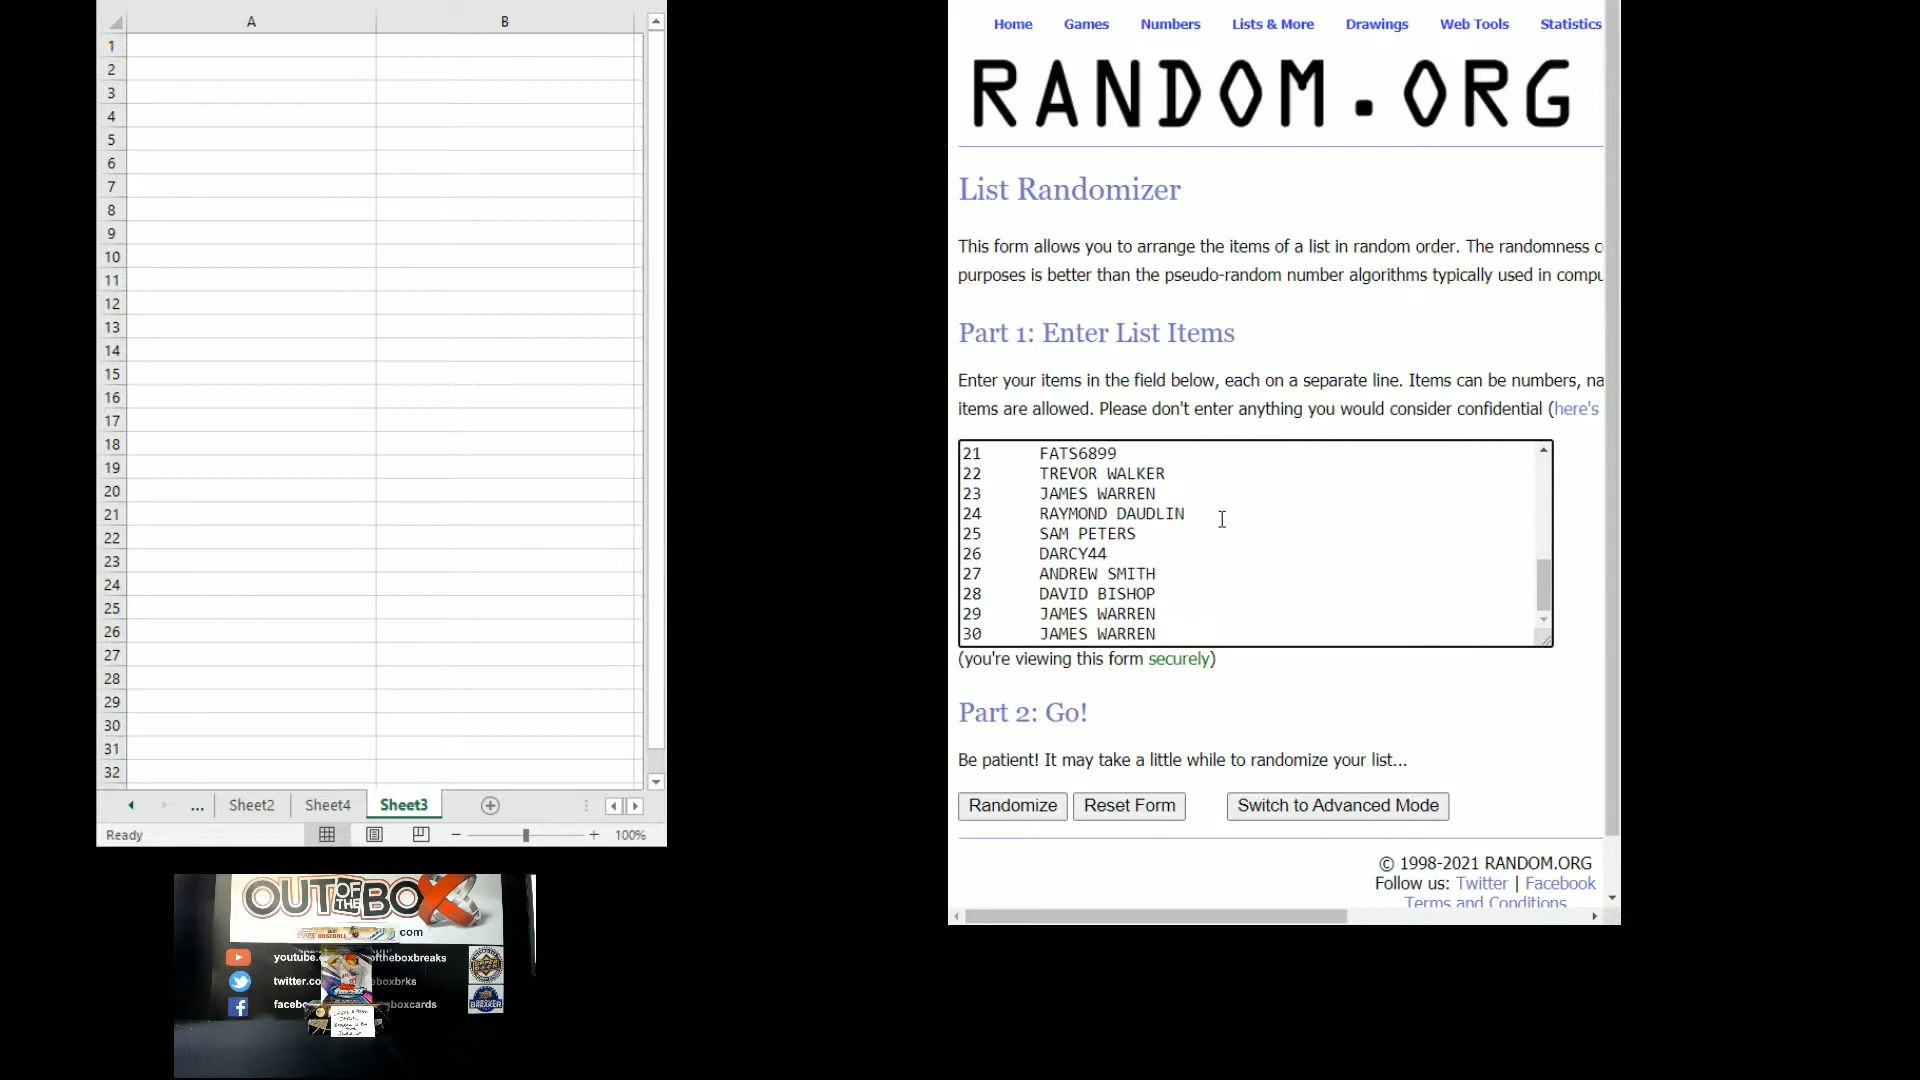 A B
1
2
3
4
5
6
7
8
9
10
11
12
13
14
15
16
17
18
19
20
21
22
23
24
25
26
27
28
29
30
31
32
... Sheet2 Sheet4 Sheet3
Ready 100%
Home Games Numbers Lists & More Drawings Web Tools Statistics
RANDOM.ORG
List Randomizer
This form allows you to arrange the items of a list in random order. The randomness c
purposes is better than the pseudo-random number algorithms typically used in compu
Part 1: Enter List Items
Enter your items in the field below, each on a separate line. Items can be numbers, na
items are allowed. Please don't enter anything you would consider confidential (here's
21 FATS6899
22 TREVOR WALKER
23 JAMES WARREN
24 RAYMOND DAUDLIN
25 SAM PETERS
26 DARCY44
27 ANDREW SMITH
28 DAVID BISHOP
29 JAMES WARREN
30 JAMES WARREN
(you're viewing this form securely)
Part 2: Go!
Be patient! It may take a little while to randomize your list...
Randomize Reset Form Switch to Advanced Mode
© 1998-2021 RANDOM.ORG
Follow us: Twitter | Facebook
Terms and Conditions
OUT OF THE BOX
BASEBALL .com
youtube.c ftheboxbreaks
twitter.co eboxbrks
facebo eboxcards